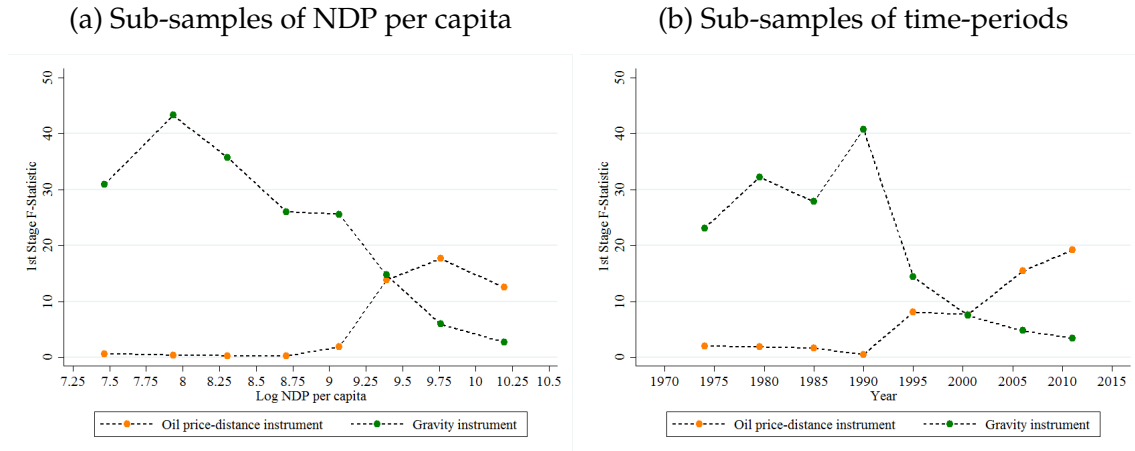 (a) Sub-samples of NDP per capita
(b) Sub-samples of time-periods
1st Stage F-Statistic
50
40
30
20
10
0
7.25 7.5 7.75 8 8.25 8.5 8.75 9 9.25 9.5 9.75 10 10.25 10.5
Log NDP per capita
Oil price-distance instrument Gravity instrument
1st Stage F-Statistic
50
40
30
20
10
0
1970 1975 1980 1985 1990 1995 2000 2005 2010 2015
Year
Oil price-distance instrument Gravity instrument